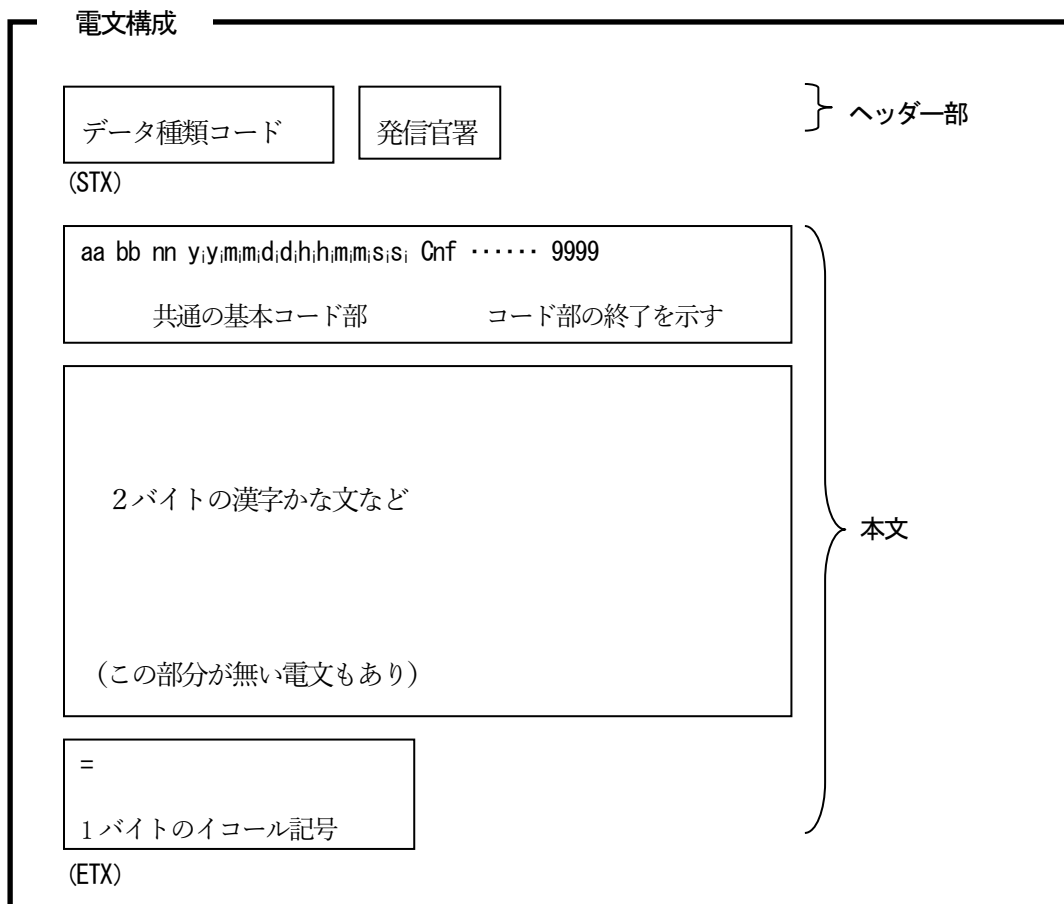 電文構成
データ種類コード 発信官署 ヘッダー部
(STX)
aa bb nn yᵢyᵢmᵢmᵢdᵢdᵢhᵢhᵢmᵢmᵢsᵢsᵢ Cnf ‥‥‥ 9999
共通の基本コード部 コード部の終了を示す
2バイトの漢字かな文など
本文
(この部分が無い電文もあり)
=
1バイトのイコール記号
(ETX)